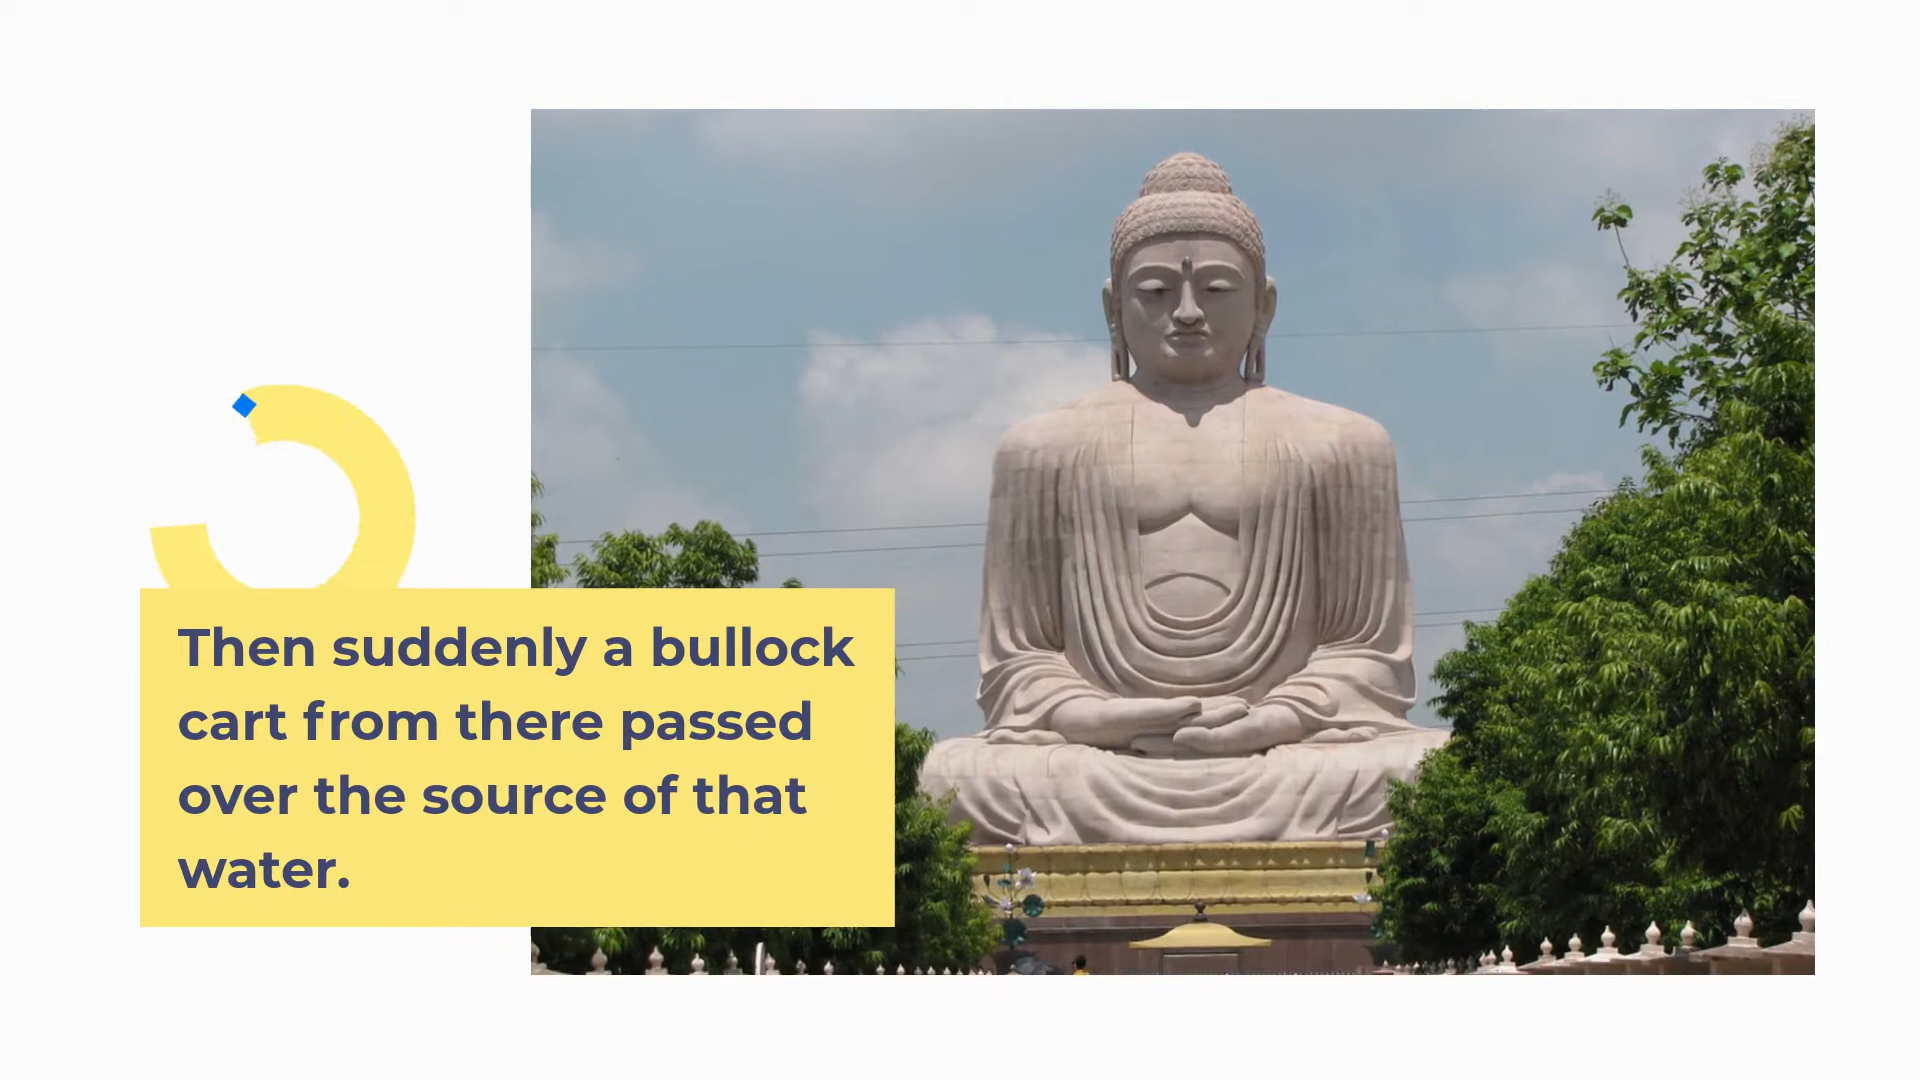 Then suddenly a bullock
cart from there passed
over the source of that
water.